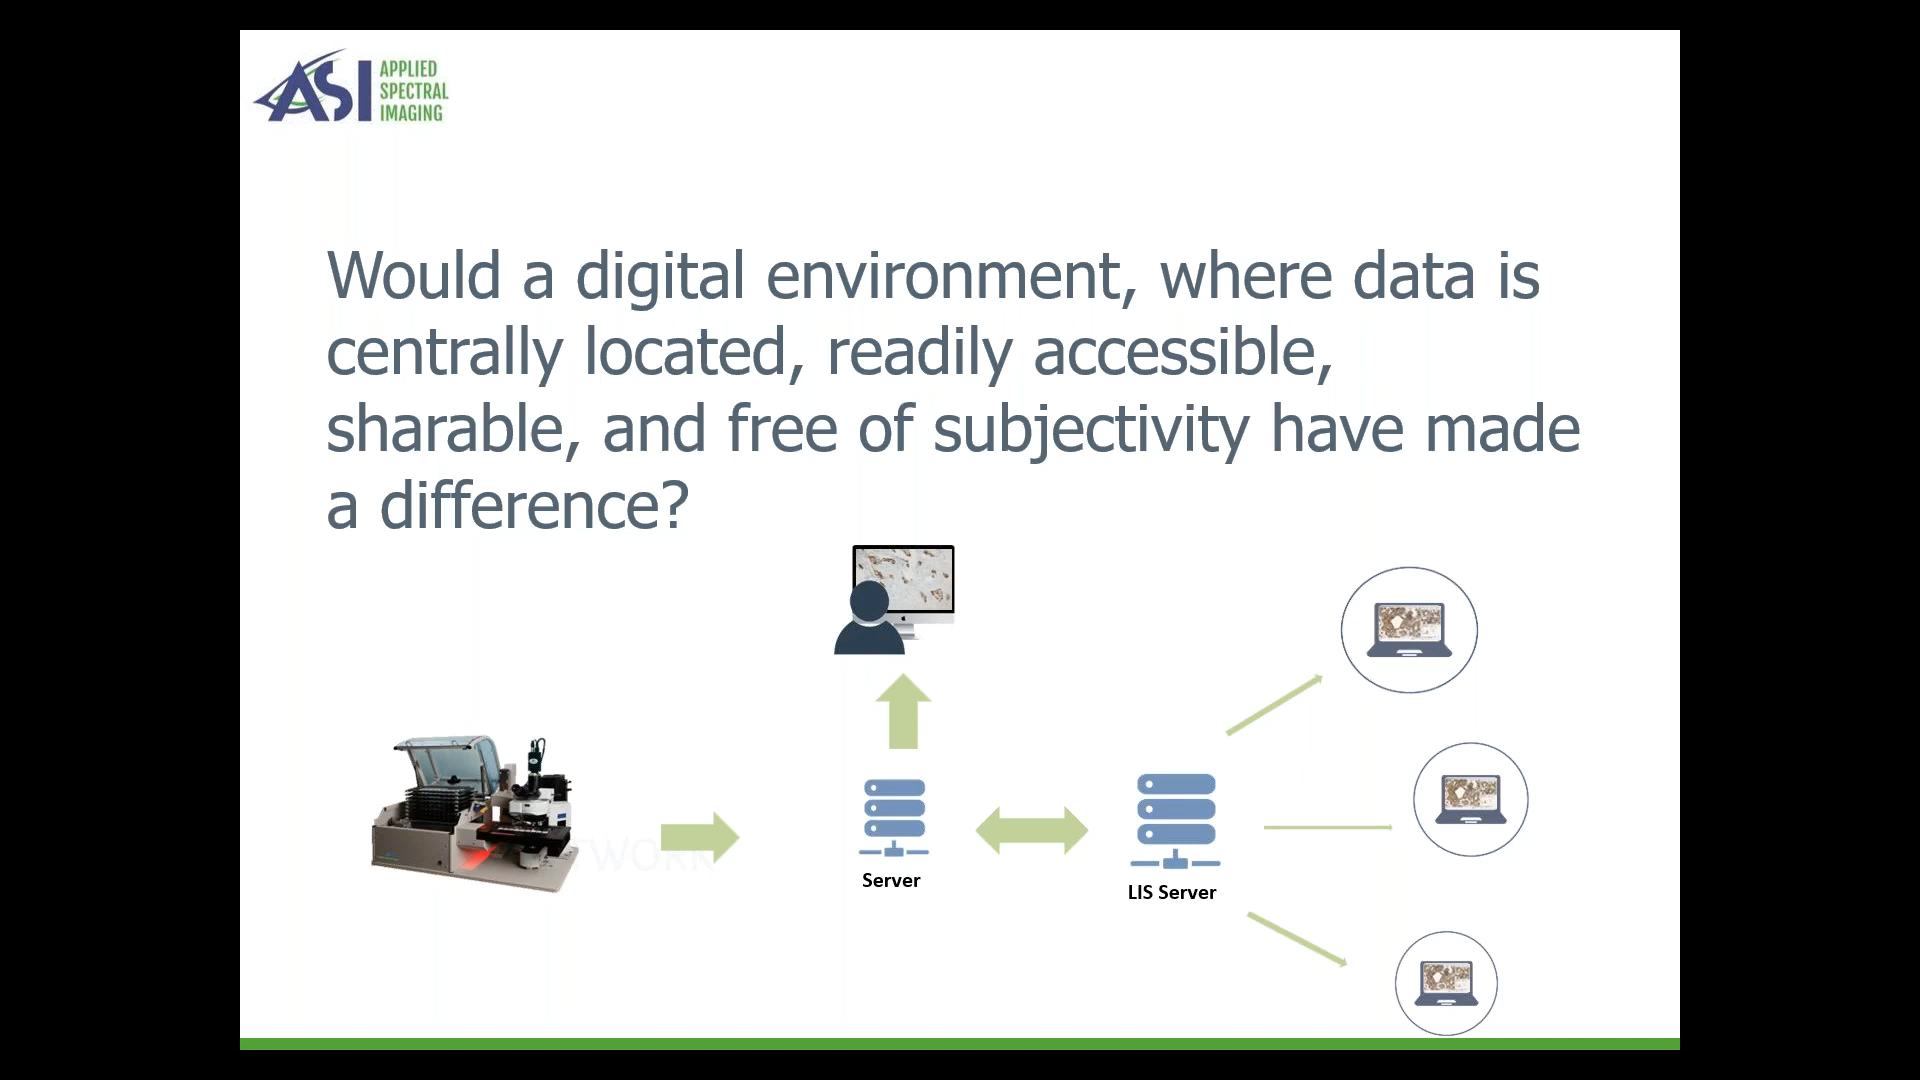 ASI
APPLIED
SPECTRAL
IMAGING
Would a digital environment, where data is
centrally located, readily accessible,
sharable, and free of subjectivity have made
a difference?
Server
LIS Server